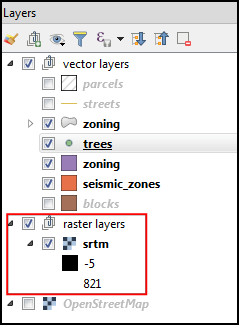 Layers
vector layers
parcels
streets
zoning
trees
zoning
seismic_zones
blocks
raster layers
srtm
-5
821
OpenStreetMap